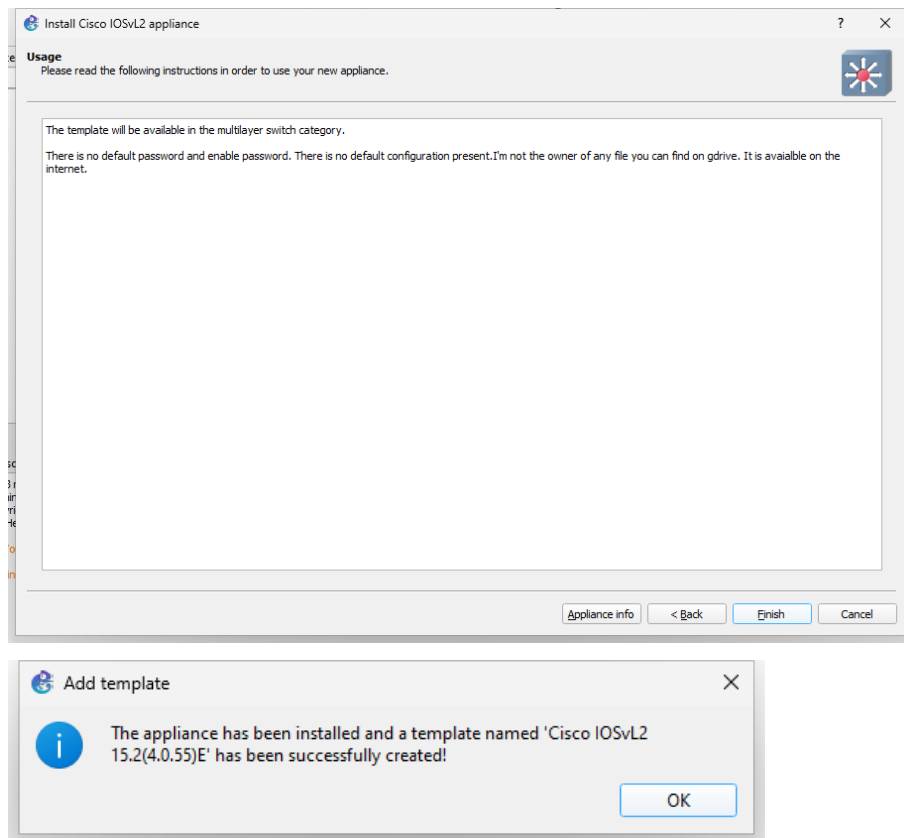 Install Cisco IOSvL2 appliance
?
Usage
Please read the following instructions in order to use your new appliance.
The template will be available in the multilayer switch category.
There is no default password and enable password. There is no default configuration present.I'm not the owner of any file you can find on gdrive. It is avaialble on the
internet.
Appliance info
< Back
Finish
Cancel
Add template
The appliance has been installed and a template named 'Cisco IOSvL2
15.2(4.0.55)E' has been successfully created!
OK